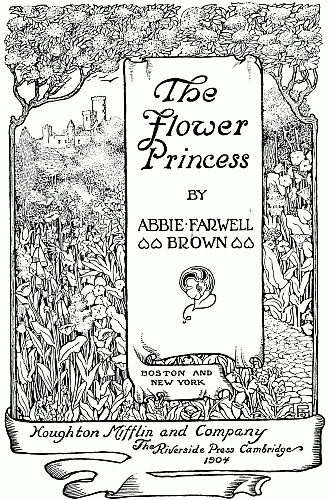 The
Flower
Princess
BY
ABBIE · FARWELL
BROWN
BOSTON AND
NEW YORK
Houghton Mifflin and Company
The Riverside Press Cambridge
1904